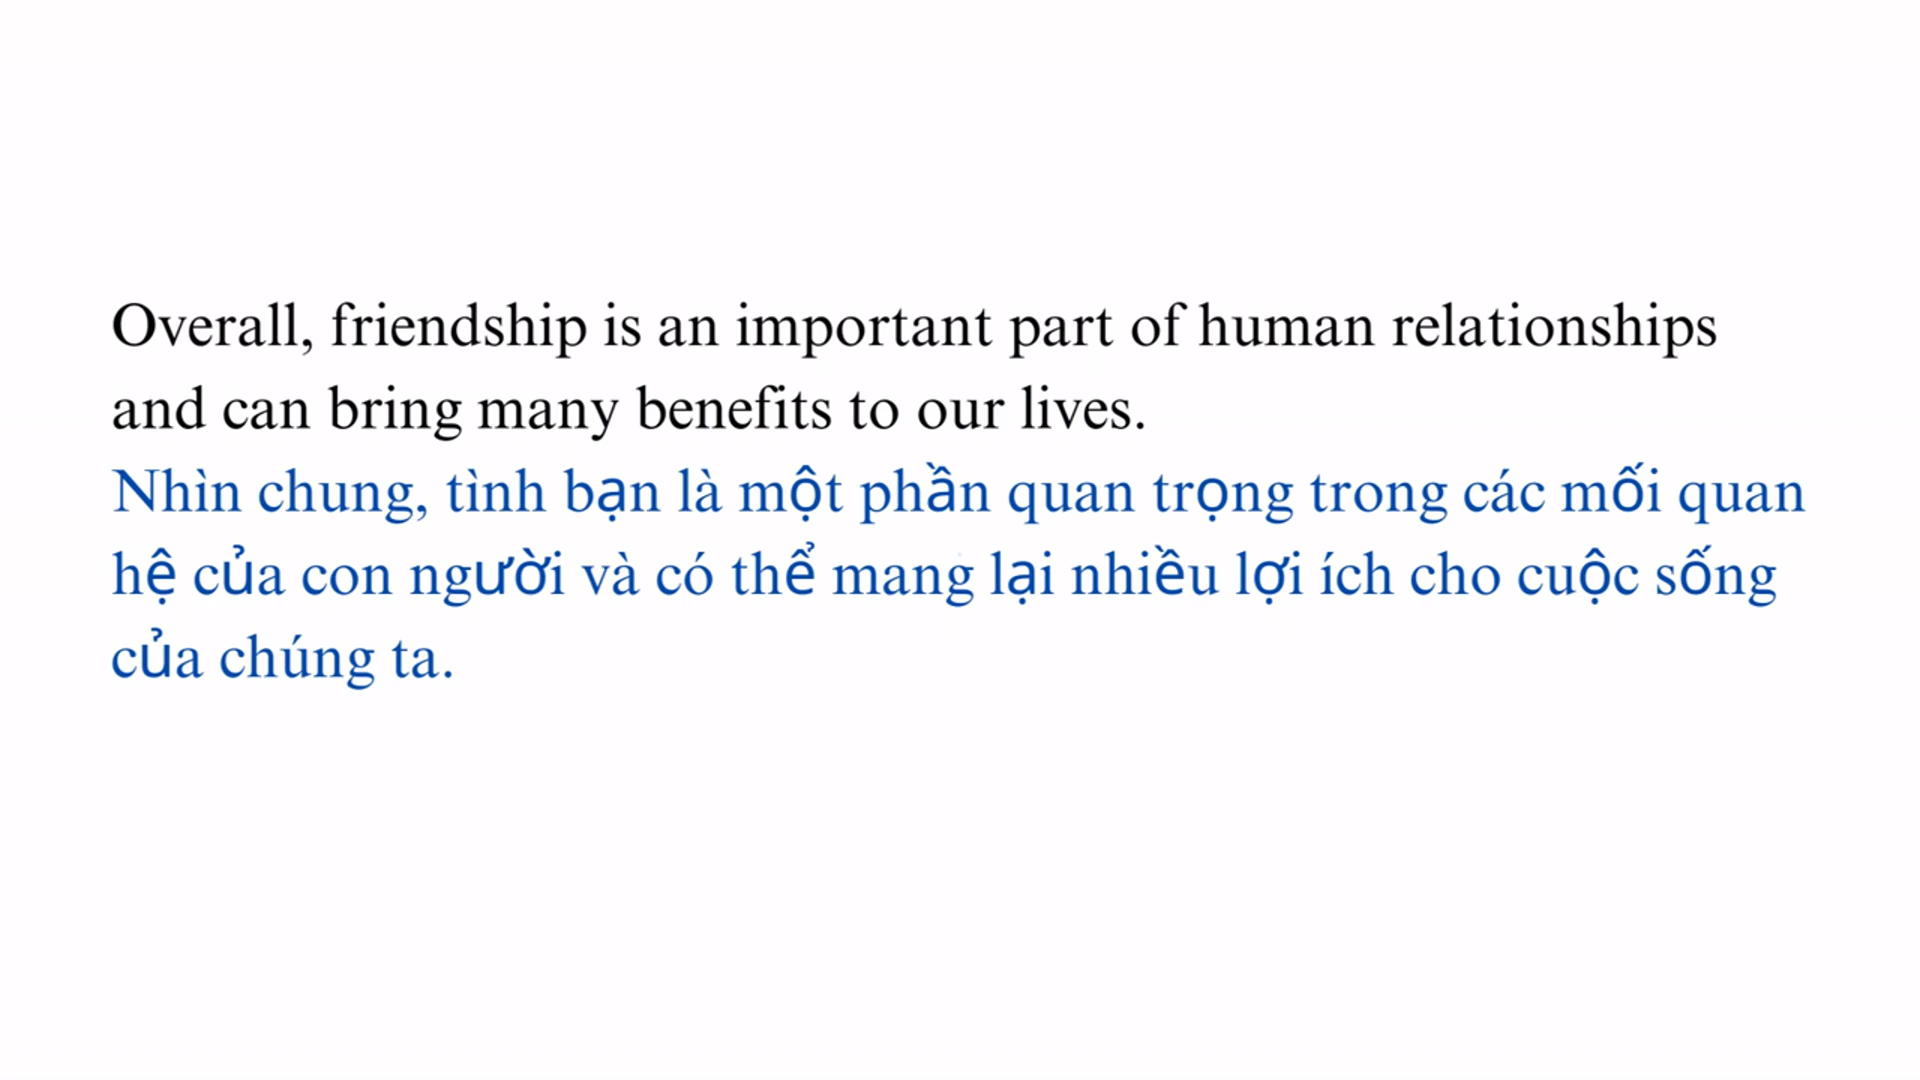 Overall, friendship is an important part of human relationships
and can bring many benefits to our lives.
Nhìn chung, tình bạn là một phần quan trọng trong các mối quan
hệ của con người và có thể mang lại nhiều lợi ích cho cuộc sống
của chúng ta.